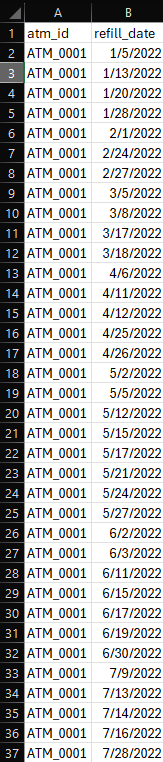 A B
1 atm_id refill_date
2 ATM_0001 1/5/2022
3 ATM_0001 1/13/2022
4 ATM_0001 1/20/2022
5 ATM_0001 1/28/2022
6 ATM_0001 2/1/2022
7 ATM_0001 2/24/2022
8 ATM_0001 2/27/2022
9 ATM_0001 3/5/2022
10 ATM_0001 3/8/2022
11 ATM_0001 3/17/2022
12 ATM_0001 3/18/2022
13 ATM_0001 4/6/2022
14 ATM_0001 4/11/2022
15 ATM_0001 4/12/2022
16 ATM_0001 4/25/2022
17 ATM_0001 4/26/2022
18 ATM_0001 5/2/2022
19 ATM_0001 5/5/2022
20 ATM_0001 5/12/2022
21 ATM_0001 5/15/2022
22 ATM_0001 5/17/2022
23 ATM_0001 5/21/2022
24 ATM_0001 5/24/2022
25 ATM_0001 5/27/2022
26 ATM_0001 6/2/2022
27 ATM_0001 6/3/2022
28 ATM_0001 6/11/2022
29 ATM_0001 6/15/2022
30 ATM_0001 6/17/2022
31 ATM_0001 6/19/2022
32 ATM_0001 6/30/2022
33 ATM_0001 7/9/2022
34 ATM_0001 7/13/2022
35 ATM_0001 7/14/2022
36 ATM_0001 7/16/2022
37 ATM_0001 7/28/2022